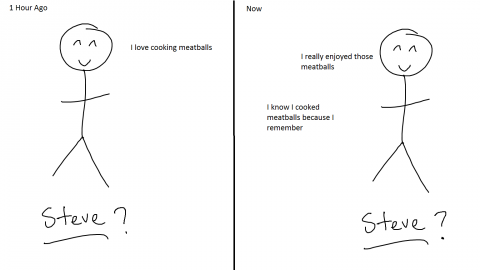 1 Hour Ago
I love cooking meatballs
Steve?
Now
I really enjoyed those
meatballs
I know I cooked
meatballs because I
remember
Steve?